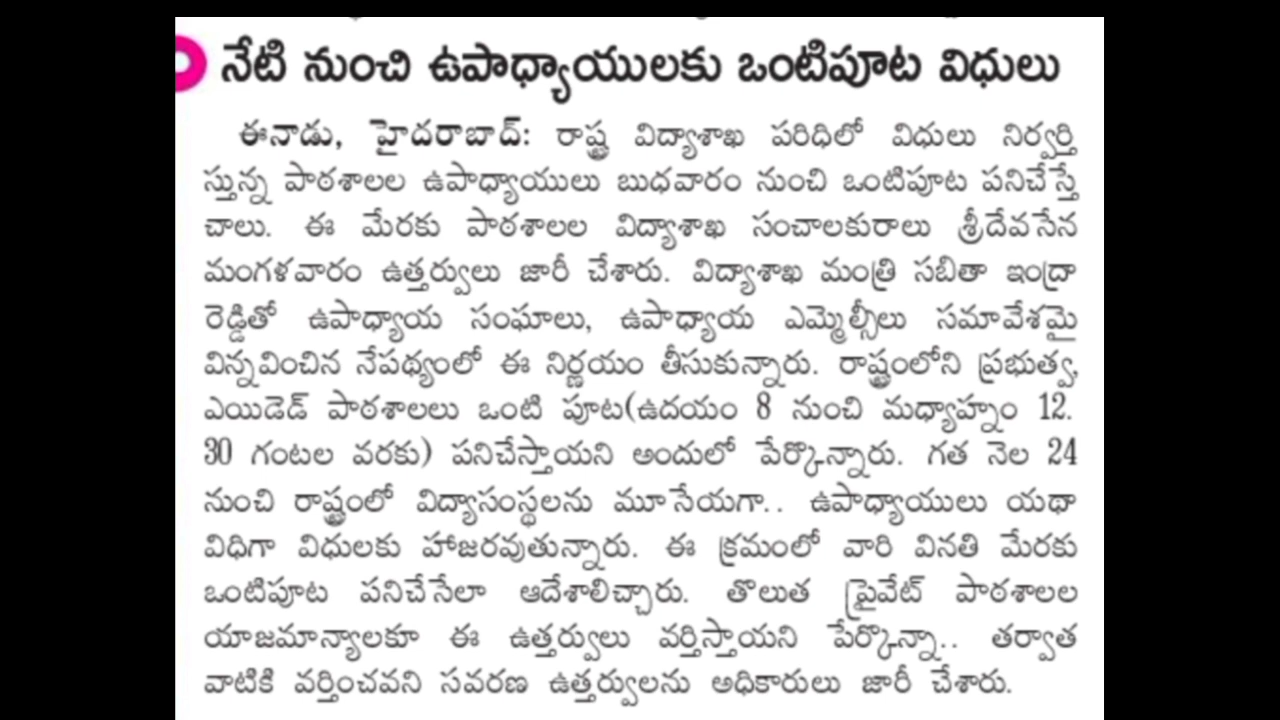 నేటి నుంచి ఉపాధ్యాయులకు ఒంటిపూట విధులు
ఈనాడు, హైదరాబాద్: రాష్ట్ర విద్యాశాఖ పరిధిలో విధులు నిర్వర్తి
స్తున్న పాఠశాలల ఉపాధ్యాయులు బుధవారం నుంచి ఒంటిపూట పనిచేస్తే
చాలు. ఈ మేరకు పాఠశాలల విద్యాశాఖ సంచాలకురాలు శ్రీదేవసేన
మంగళవారం ఉత్తర్వులు జారీ చేశారు. విద్యాశాఖ మంత్రి సబితా ఇంద్రా
రెడ్డితో ఉపాధ్యాయ సంఘాలు, ఉపాధ్యాయ ఎమ్మెల్సీలు సమావేశమై
విన్నవించిన నేపథ్యంలో ఈ నిర్ణయం తీసుకున్నారు. రాష్ట్రంలోని ప్రభుత్వ,
ఎయిడెడ్ పాఠశాలలు ఒంటి పూట(ఉదయం 8 నుంచి మధ్యాహ్నం 12.
30 గంటల వరకు) పనిచేస్తాయని అందులో పేర్కొన్నారు. గత నెల 24
నుంచి రాష్ట్రంలో విద్యాసంస్థలను మూసేయగా.. ఉపాధ్యాయులు యథా
విధిగా విధులకు హాజరవుతున్నారు. ఈ క్రమంలో వారి వినతి మేరకు
ఒంటిపూట పనిచేసేలా ఆదేశాలిచ్చారు. తొలుత ప్రైవేట్ పాఠశాలల
యాజమాన్యాలకూ ఈ ఉత్తర్వులు వర్తిస్తాయని పేర్కొన్నా.. తర్వాత
వాటికి వర్తించవని సవరణ ఉత్తర్వులను అధికారులు జారీ చేశారు.